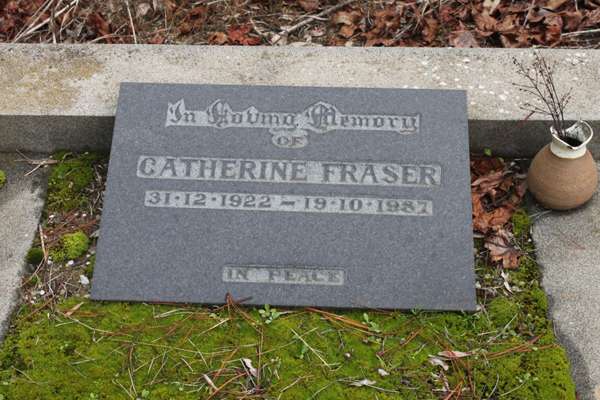 In Loving Memory
OF
CATHERINE FRASER
31·12·1922 — 19·10·1987
IN PEACE